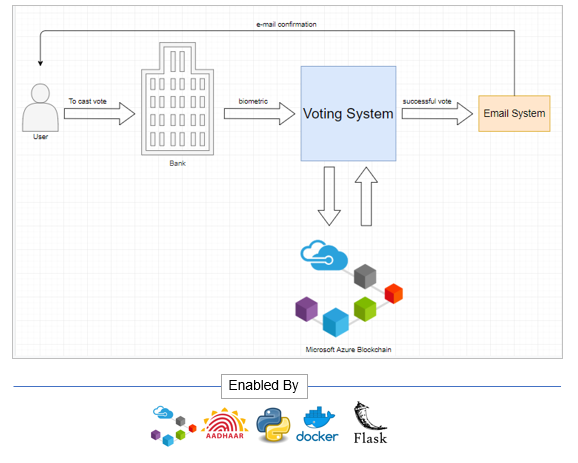 e-mail confirmation
To cast vote
biometric
Voting System
successful vote
Email System
User
Bank
Microsoft Azure Blockchain
Enabled By
AADHAAR
docker
Flask